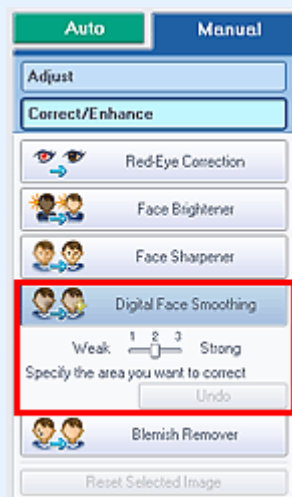 Auto Manual
Adjust
Correct/Enhance
Red-Eye Correction
Face Brightener
Face Sharpener
Digital Face Smoothing
1 2 3
Weak Strong
Specify the area you want to correct
Undo
Blemish Remover
Reset Selected Image